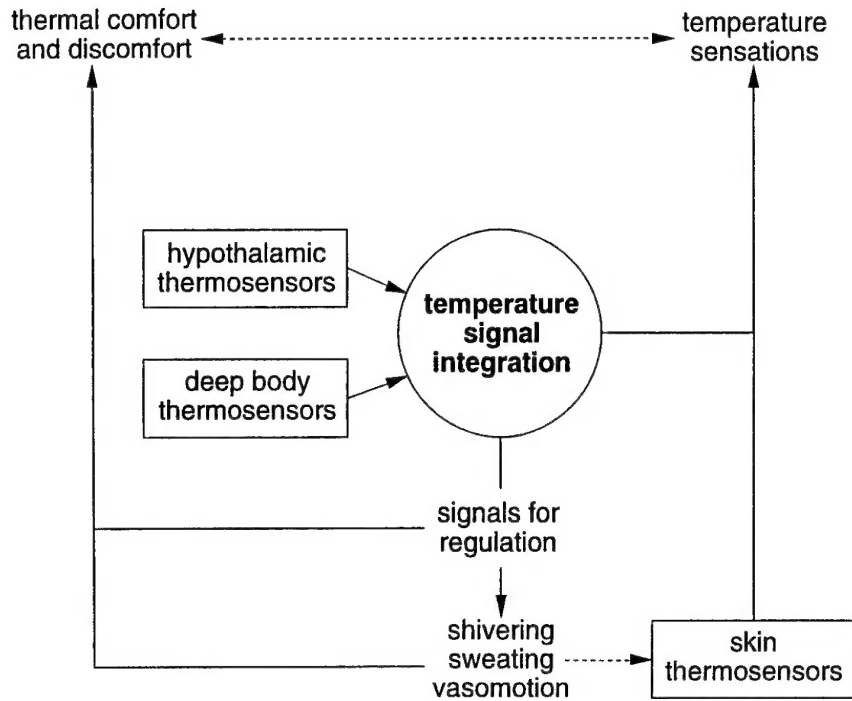 thermal comfort
and discomfort
temperature
sensations
hypothalamic
thermosensors
temperature
signal
integration
deep body
thermosensors
signals for
regulation
shivering
sweating
vasomotion
skin
thermosensors